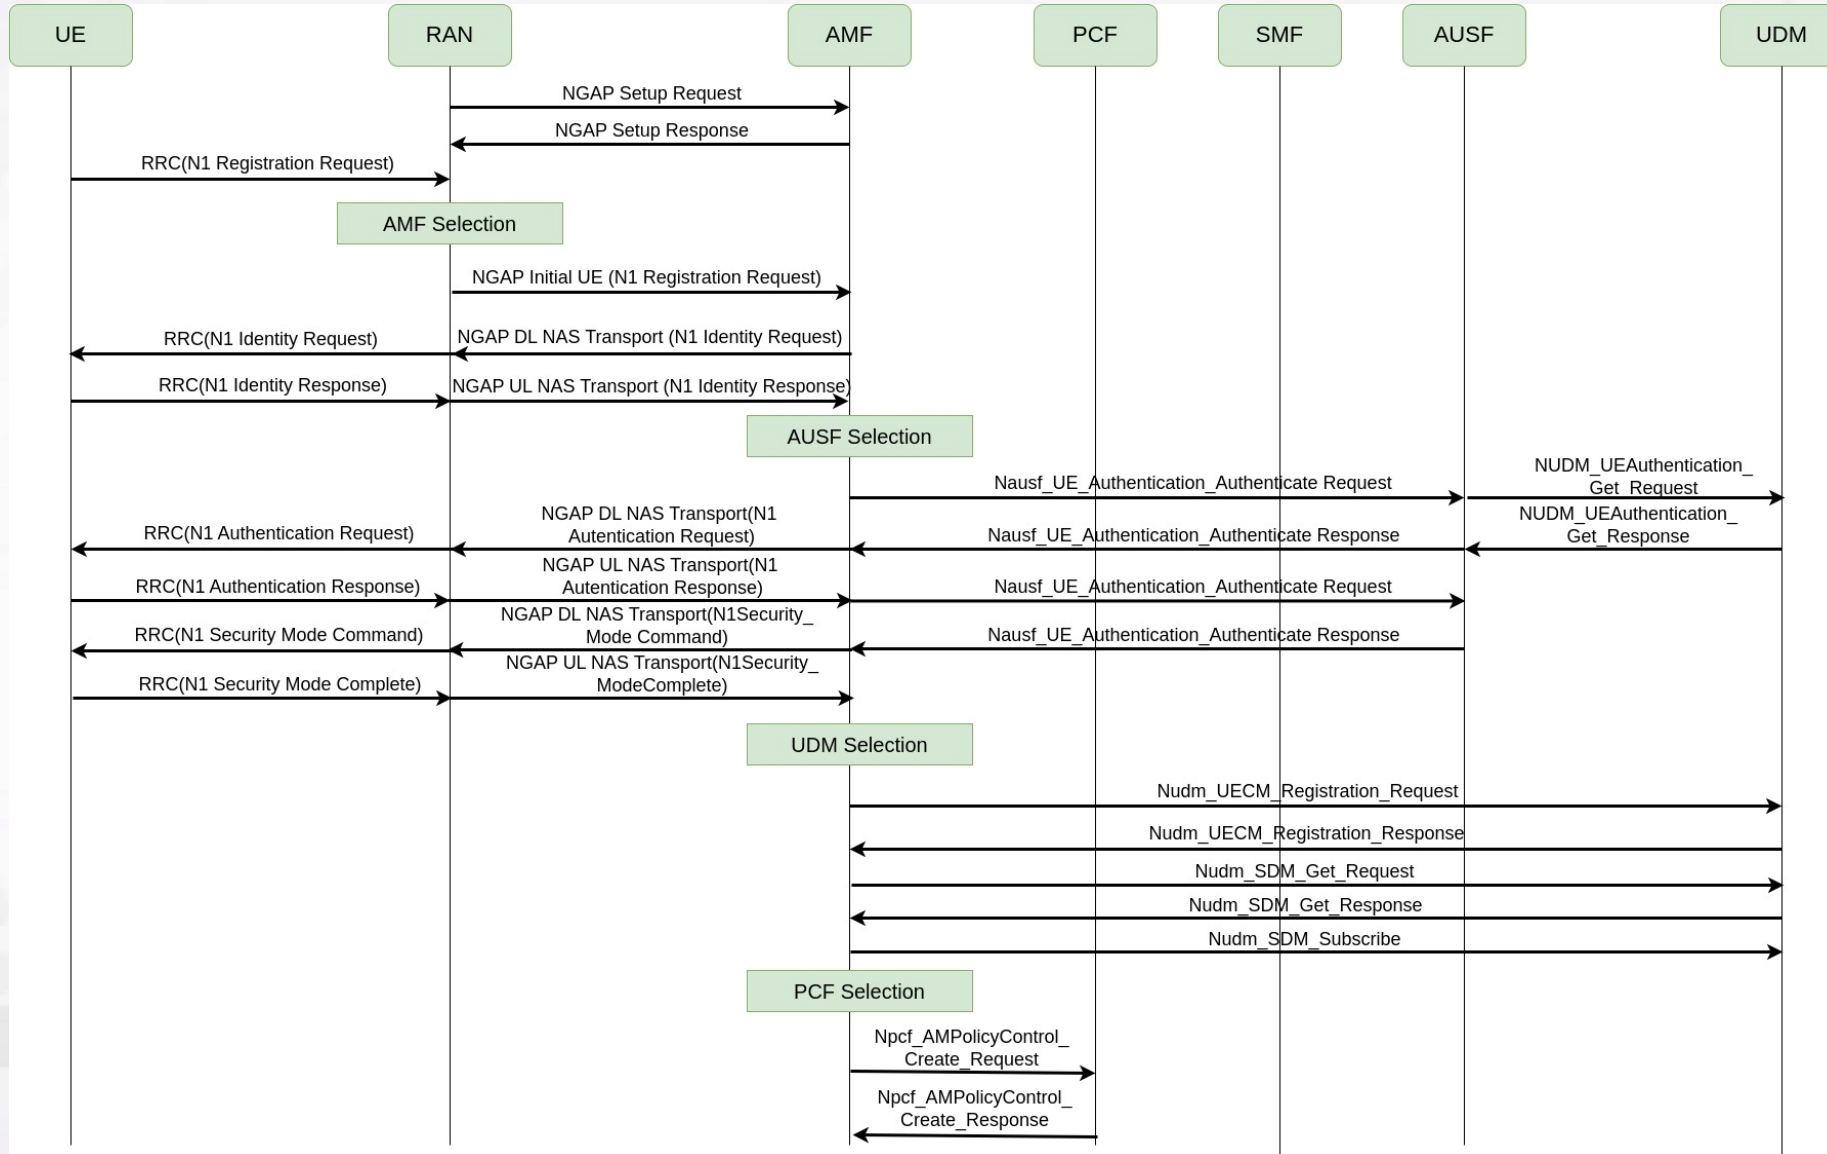 UE
RAN
AMF
PCF
SMF
AUSF
UDM
NGAP Setup Request
NGAP Setup Response
RRC(N1 Registration Request)
AMF Selection
NGAP Initial UE (N1 Registration Request)
RRC(N1 Identity Request)
NGAP DL NAS Transport (N1 Identity Request)
RRC(N1 Identity Response)
NGAP UL NAS Transport (N1 Identity Response)
AUSF Selection
Nausf_UE_Authentication_Authenticate Request
NUDM_UEAuthentication_
Get_Request
RRC(N1 Authentication Request)
NGAP DL NAS Transport(N1
Autentication Request)
Nausf_UE_Authentication_Authenticate Response
NUDM_UEAuthentication_
Get_Response
RRC(N1 Authentication Response)
NGAP UL NAS Transport(N1
Autentication Response)
Nausf_UE_Authentication_Authenticate Request
RRC(N1 Security Mode Command)
NGAP DL NAS Transport(N1Security_
Mode Command)
Nausf_UE_Authentication_Authenticate Response
RRC(N1 Security Mode Complete)
NGAP UL NAS Transport(N1Security_
ModeComplete)
UDM Selection
Nudm_UECM_Registration_Request
Nudm_UECM_Registration_Response
Nudm_SDM_Get_Request
Nudm_SDM_Get_Response
Nudm_SDM_Subscribe
PCF Selection
Npcf_AMPolicyControl_
Create_Request
Npcf_AMPolicyControl_
Create_Response